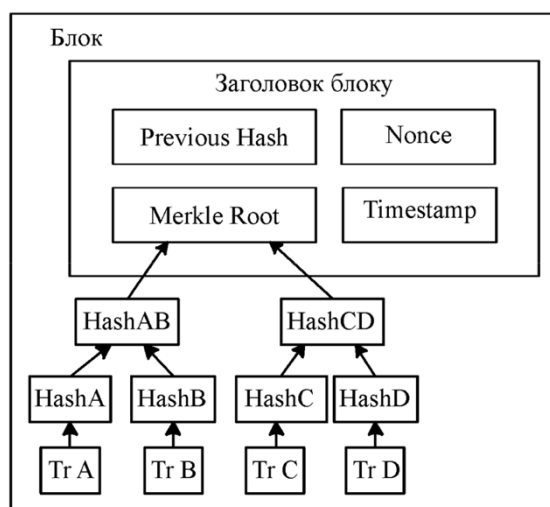 Блок
Заголовок блоку
Previous Hash
Nonce
Merkle Root
Timestamp
HashAB
HashCD
HashA
HashB
HashC
HashD
Tr A
Tr B
Tr C
Tr D